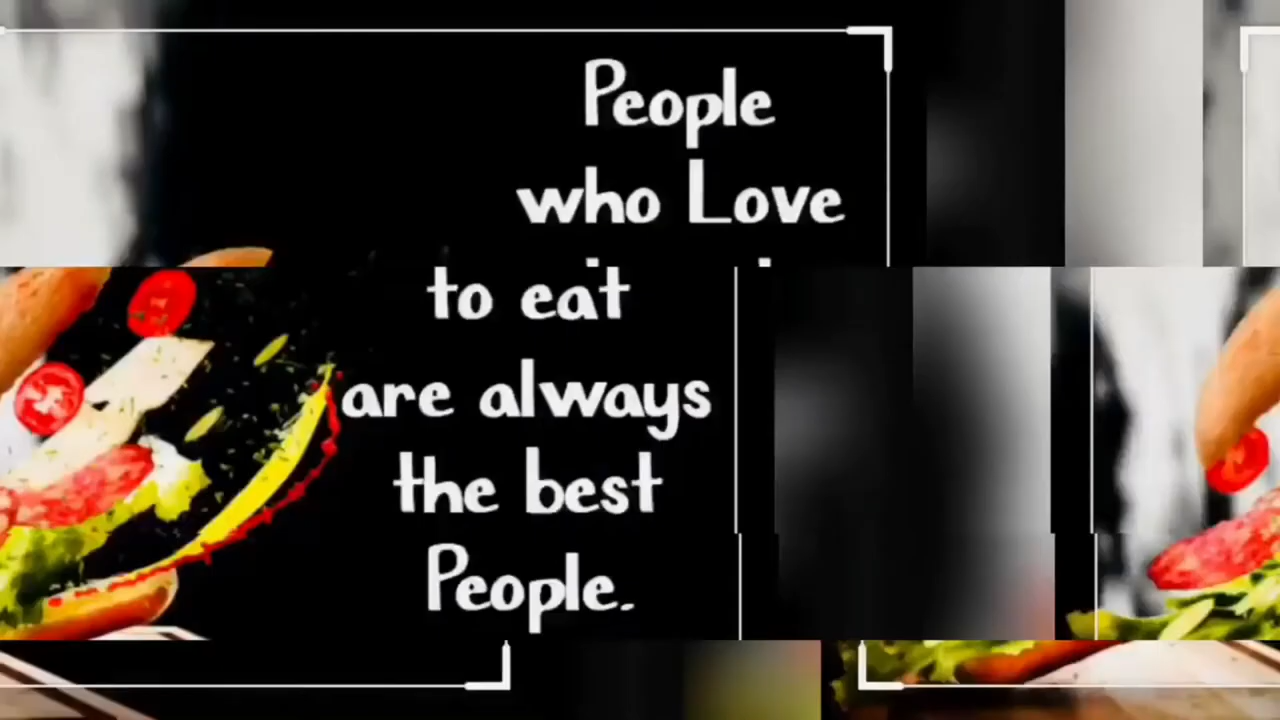 People
who Love
to eat
are always
the best
People.